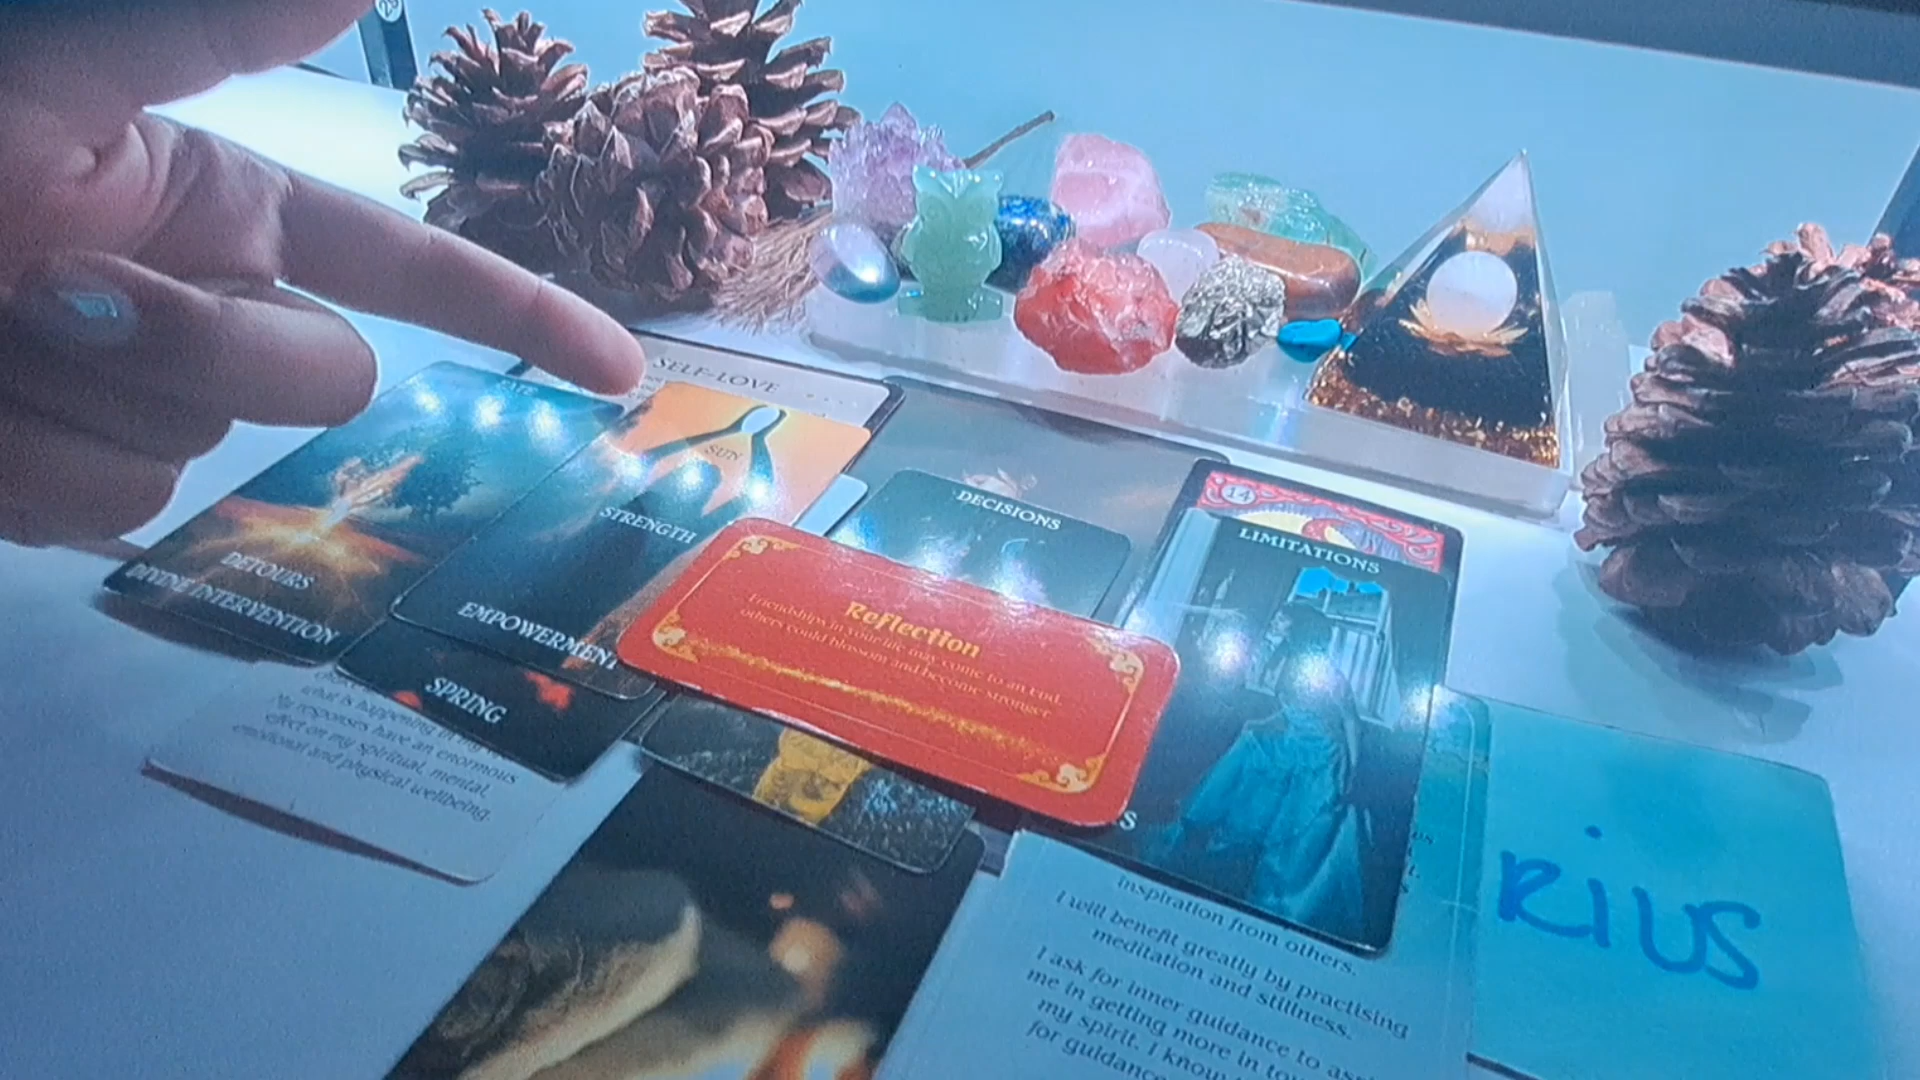 SELF-LOVE
SUN
STRENGTH
EMPOWERMENT
DETOURS
DIVINE INTERVENTION
SPRING
DECISIONS
14
LIMITATIONS
Reflection
Friendships in your life may come to an end,
others could blossom and become stronger
S
what is happening in my
My responses have an enormous
effect on my spiritual, mental,
emotional and physical wellbeing.
inspiration from others.
I will benefit greatly by practising
meditation and stillness.
I ask for inner guidance to
me in getting more in
my spirit. I know
for guidance
RiUS